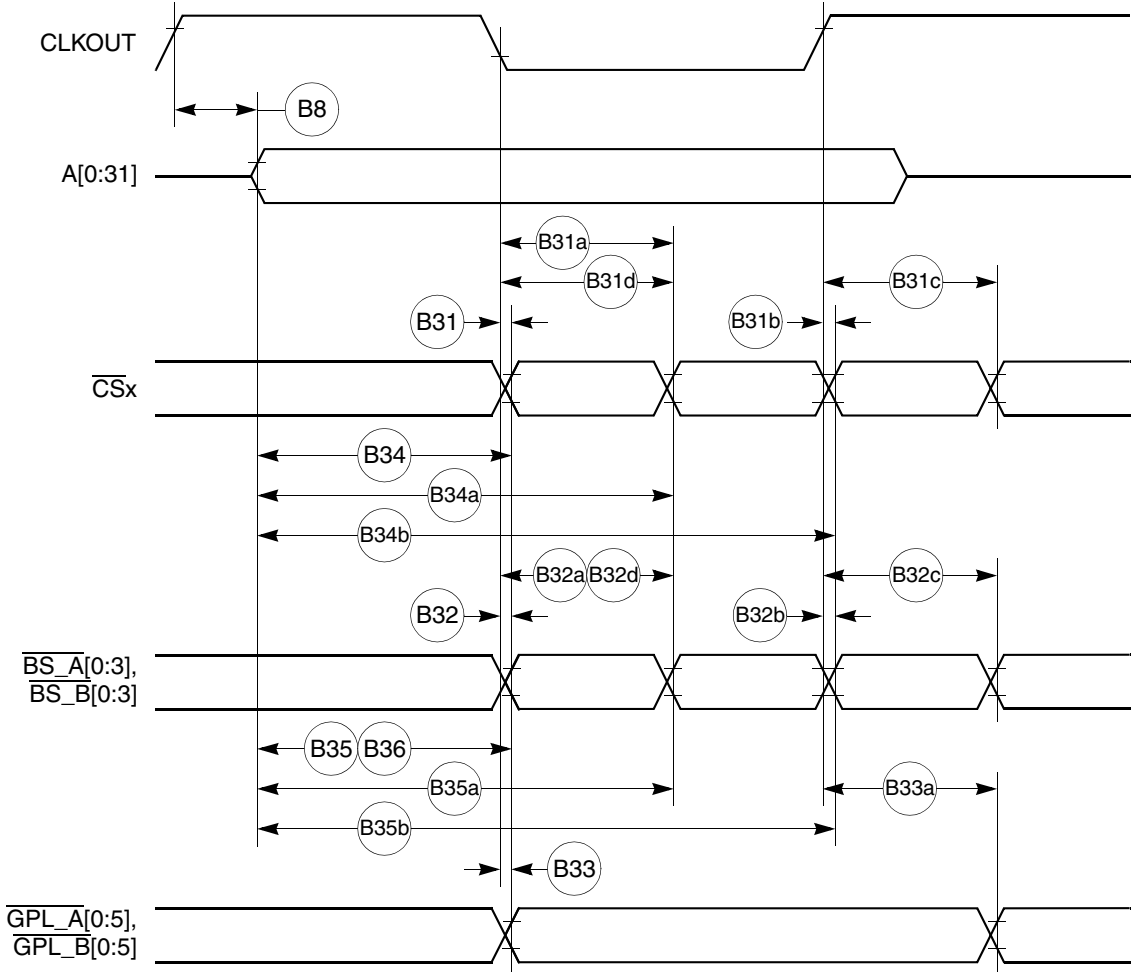 CLKOUT
B8
A[0:31]
B31a
B31d
B31c
B31
B31b
CSx
B34
B34a
B34b
B32a B32d
B32c
B32
B32b
BS_A[0:3],
BS_B[0:3]
B35 B36
B35a
B33a
B35b
B33
GPL_A[0:5],
GPL_B[0:5]